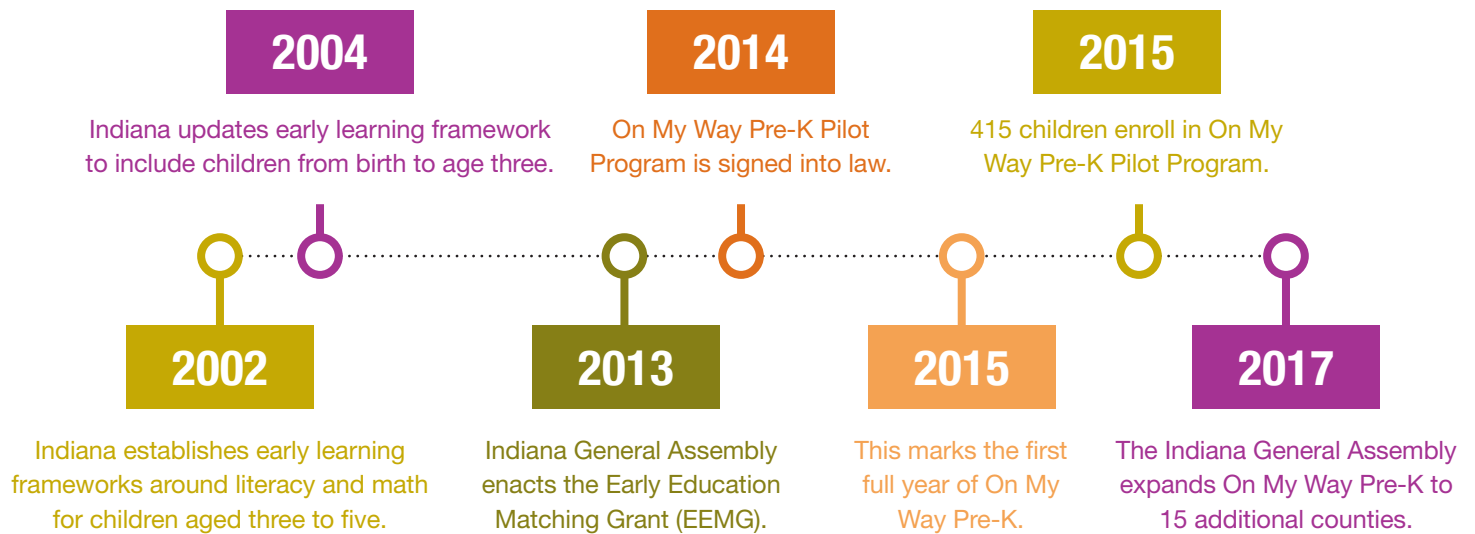 2004
Indiana updates early learning framework
to include children from birth to age three.
2014
On My Way Pre-K Pilot
Program is signed into law.
2015
415 children enroll in On My
Way Pre-K Pilot Program.
2002
Indiana establishes early learning
frameworks around literacy and math
for children aged three to five.
2013
Indiana General Assembly
enacts the Early Education
Matching Grant (EEMG).
2015
This marks the first
full year of On My
Way Pre-K.
2017
The Indiana General Assembly
expands On My Way Pre-K to
15 additional counties.